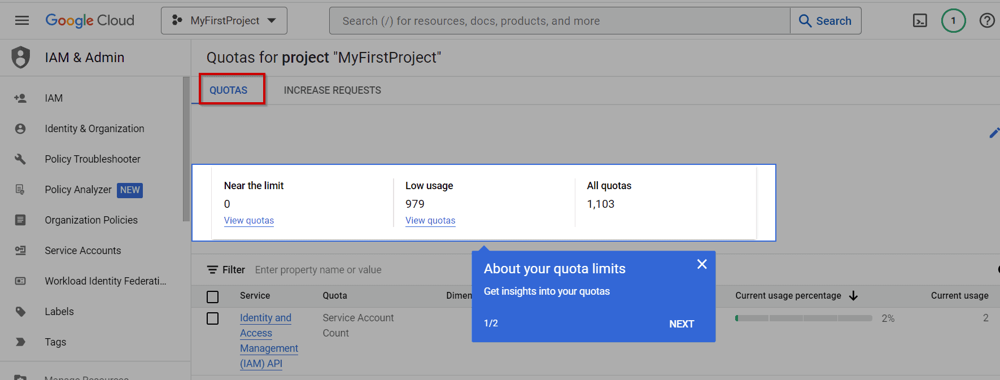 Google Cloud
MyFirstProject
Search (/) for resources, docs, products, and more
Search
1
IAM & Admin
Quotas for project "MyFirstProject"
QUOTAS
INCREASE REQUESTS
IAM
Identity & Organization
Policy Troubleshooter
Policy Analyzer NEW
Organization Policies
Service Accounts
Workload Identity Federati...
Labels
Tags
Manage Resources
Near the limit
0
View quotas
Low usage
979
View quotas
All quotas
1,103
About your quota limits
Get insights into your quotas
1/2
NEXT
Filter Enter property name or value
Service
Quota
Dimen
Current usage percentage
Current usage
Identity and
Access
Management
(IAM) API
Service Account
Count
2%
2